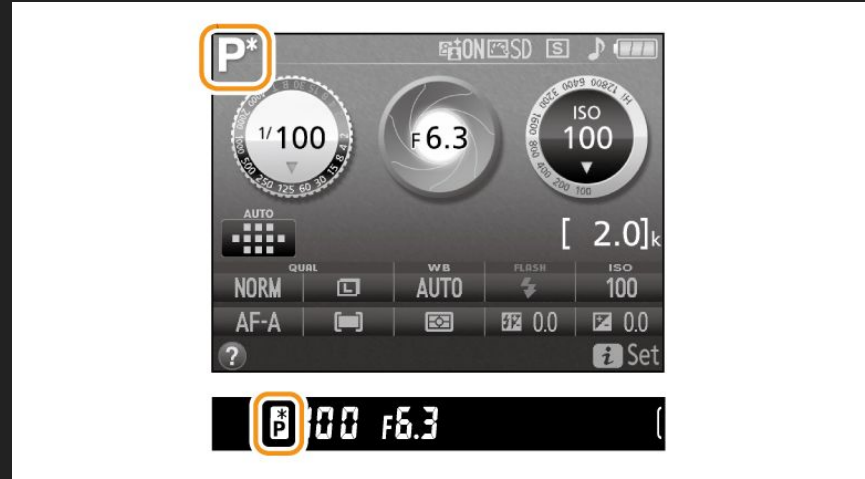 P* ON SD S
1/100 F6.3 ISO 100
AUTO
[ 2.0]k
QUAL WB FLASH ISO
NORM L AUTO 100
AF-A 0.0 0.0
? i Set
P* 100 F6.3